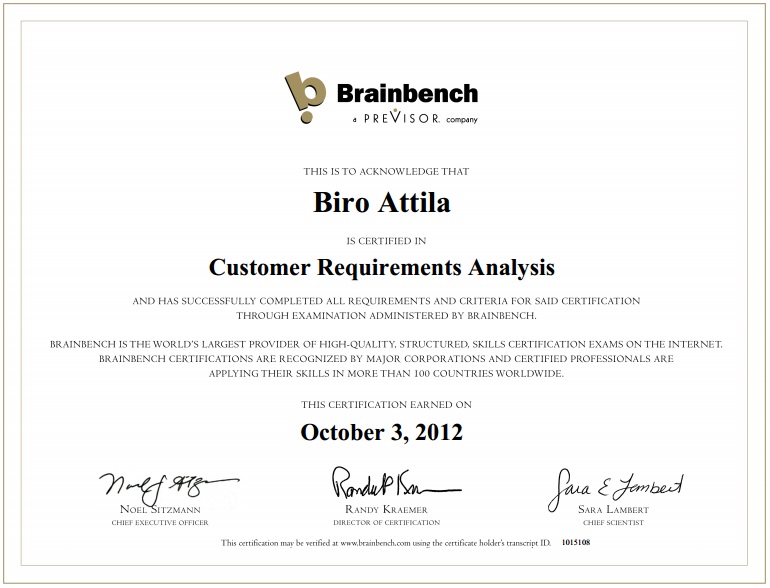 Brainbench
a PREVISOR. company
THIS IS TO ACKNOWLEDGE THAT
Biro Attila
IS CERTIFIED IN
Customer Requirements Analysis
AND HAS SUCCESSFULLY COMPLETED ALL REQUIREMENTS AND CRITERIA FOR SAID CERTIFICATION
THROUGH EXAMINATION ADMINISTERED BY BRAINBENCH.
BRAINBENCH IS THE WORLD'S LARGEST PROVIDER OF HIGH-QUALITY, STRUCTURED, SKILLS CERTIFICATION EXAMS ON THE INTERNET.
BRAINBENCH CERTIFICATIONS ARE RECOGNIZED BY MAJOR CORPORATIONS AND CERTIFIED PROFESSIONALS ARE
APPLYING THEIR SKILLS IN MORE THAN 100 COUNTRIES WORLDWIDE.
THIS CERTIFICATION EARNED ON
October 3, 2012
Sara E Lambert
NOEL SITZMANN
CHIEF EXECUTIVE OFFICER
RANDY KRAEMER
DIRECTOR OF CERTIFICATION
SARA LAMBERT
CHIEF SCIENTIST
This certification may be verified at www.brainbench.com using the certificate holder's transcript ID. 1015108